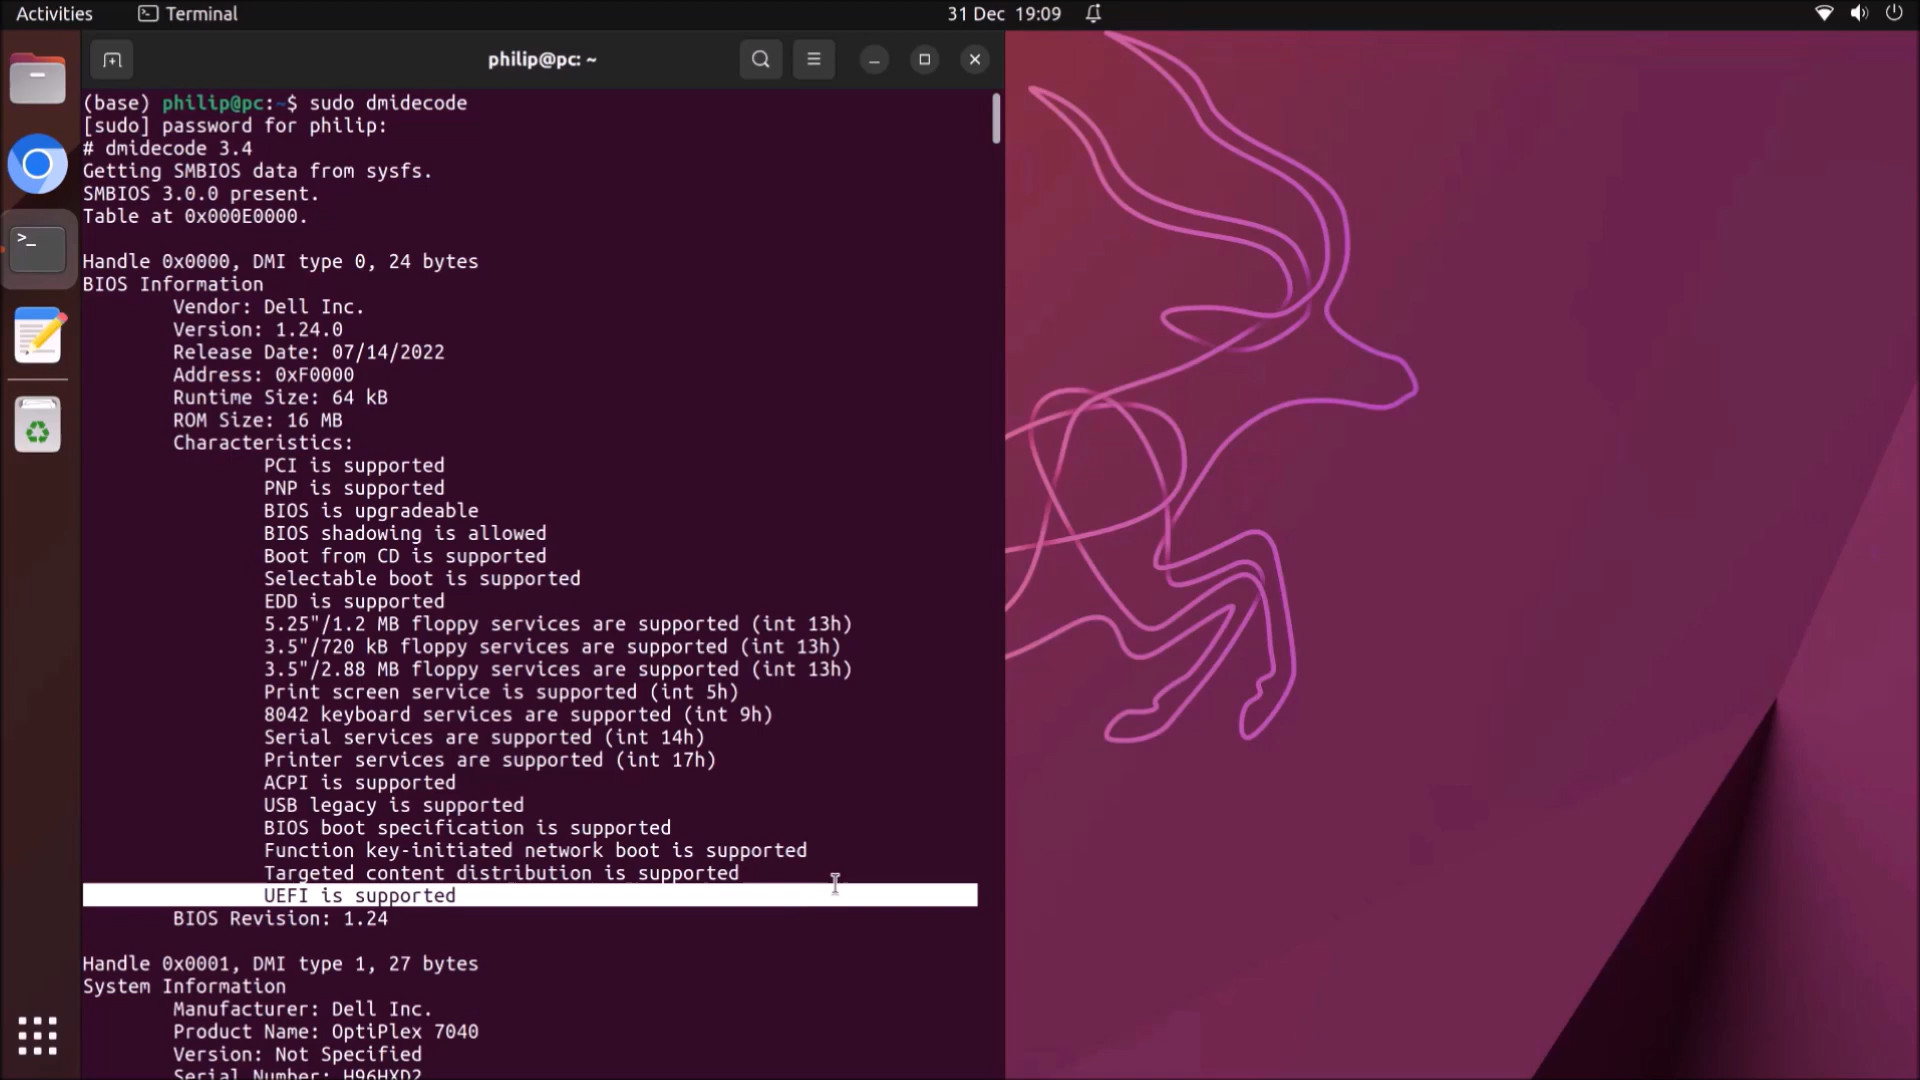 Activities
Terminal
31 Dec 19:09
philip@pc: ~
(base) philip@pc:~$ sudo dmidecode
[sudo] password for philip:
# dmidecode 3.4
Getting SMBIOS data from sysfs.
SMBIOS 3.0.0 present.
Table at 0x000E0000.
Handle 0x0000, DMI type 0, 24 bytes
BIOS Information
Vendor: Dell Inc.
Version: 1.24.0
Release Date: 07/14/2022
Address: 0xF0000
Runtime Size: 64 kB
ROM Size: 16 MB
Characteristics:
PCI is supported
PNP is supported
BIOS is upgradeable
BIOS shadowing is allowed
Boot from CD is supported
Selectable boot is supported
EDD is supported
5.25"/1.2 MB floppy services are supported (int 13h)
3.5"/720 kB floppy services are supported (int 13h)
3.5"/2.88 MB floppy services are supported (int 13h)
Print screen service is supported (int 5h)
8042 keyboard services are supported (int 9h)
Serial services are supported (int 14h)
Printer services are supported (int 17h)
ACPI is supported
USB legacy is supported
BIOS boot specification is supported
Function key-initiated network boot is supported
Targeted content distribution is supported
UEFI is supported
BIOS Revision: 1.24
Handle 0x0001, DMI type 1, 27 bytes
System Information
Manufacturer: Dell Inc.
Product Name: OptiPlex 7040
Version: Not Specified
Serial Number: H96HXD2